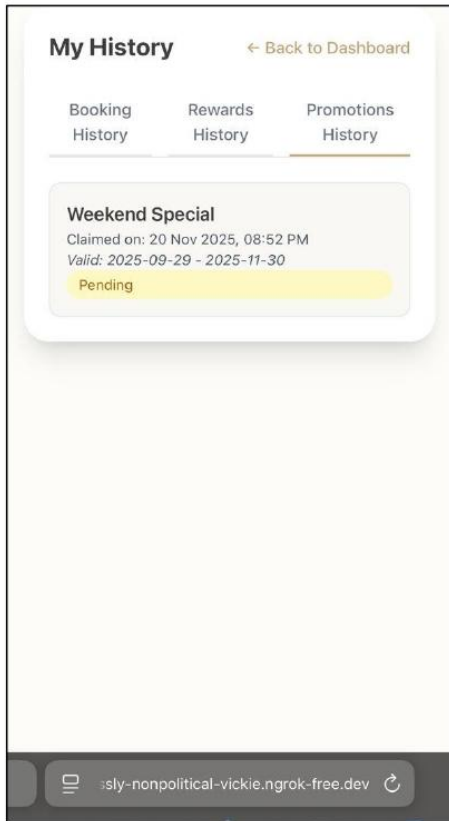 My History
← Back to Dashboard
Booking History
Rewards History
Promotions History
Weekend Special
Claimed on: 20 Nov 2025, 08:52 PM
Valid: 2025-09-29 - 2025-11-30
Pending
sly-nonpolitical-vickie.ngrok-free.dev